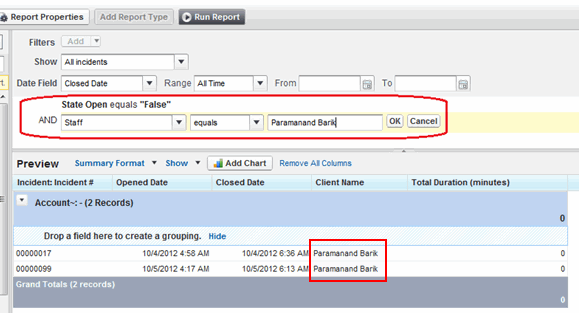 Report Properties Add Report Type Run Report
Filters Add
Show All incidents
Date Field Closed Date Range All Time From To
State Open equals "False"
AND Staff equals Paramanand Barik OK Cancel
Preview Summary Format Show Add Chart Remove All Columns
Incident: Incident # Opened Date Closed Date Client Name Total Duration (minutes)
Account~: - (2 Records)
0
Drop a field here to create a grouping. Hide
00000017 10/4/2012 4:58 AM 10/4/2012 6:36 AM Paramanand Barik 0
00000099 10/5/2012 4:17 AM 10/5/2012 6:13 AM Paramanand Barik 0
Grand Totals (2 records)
0